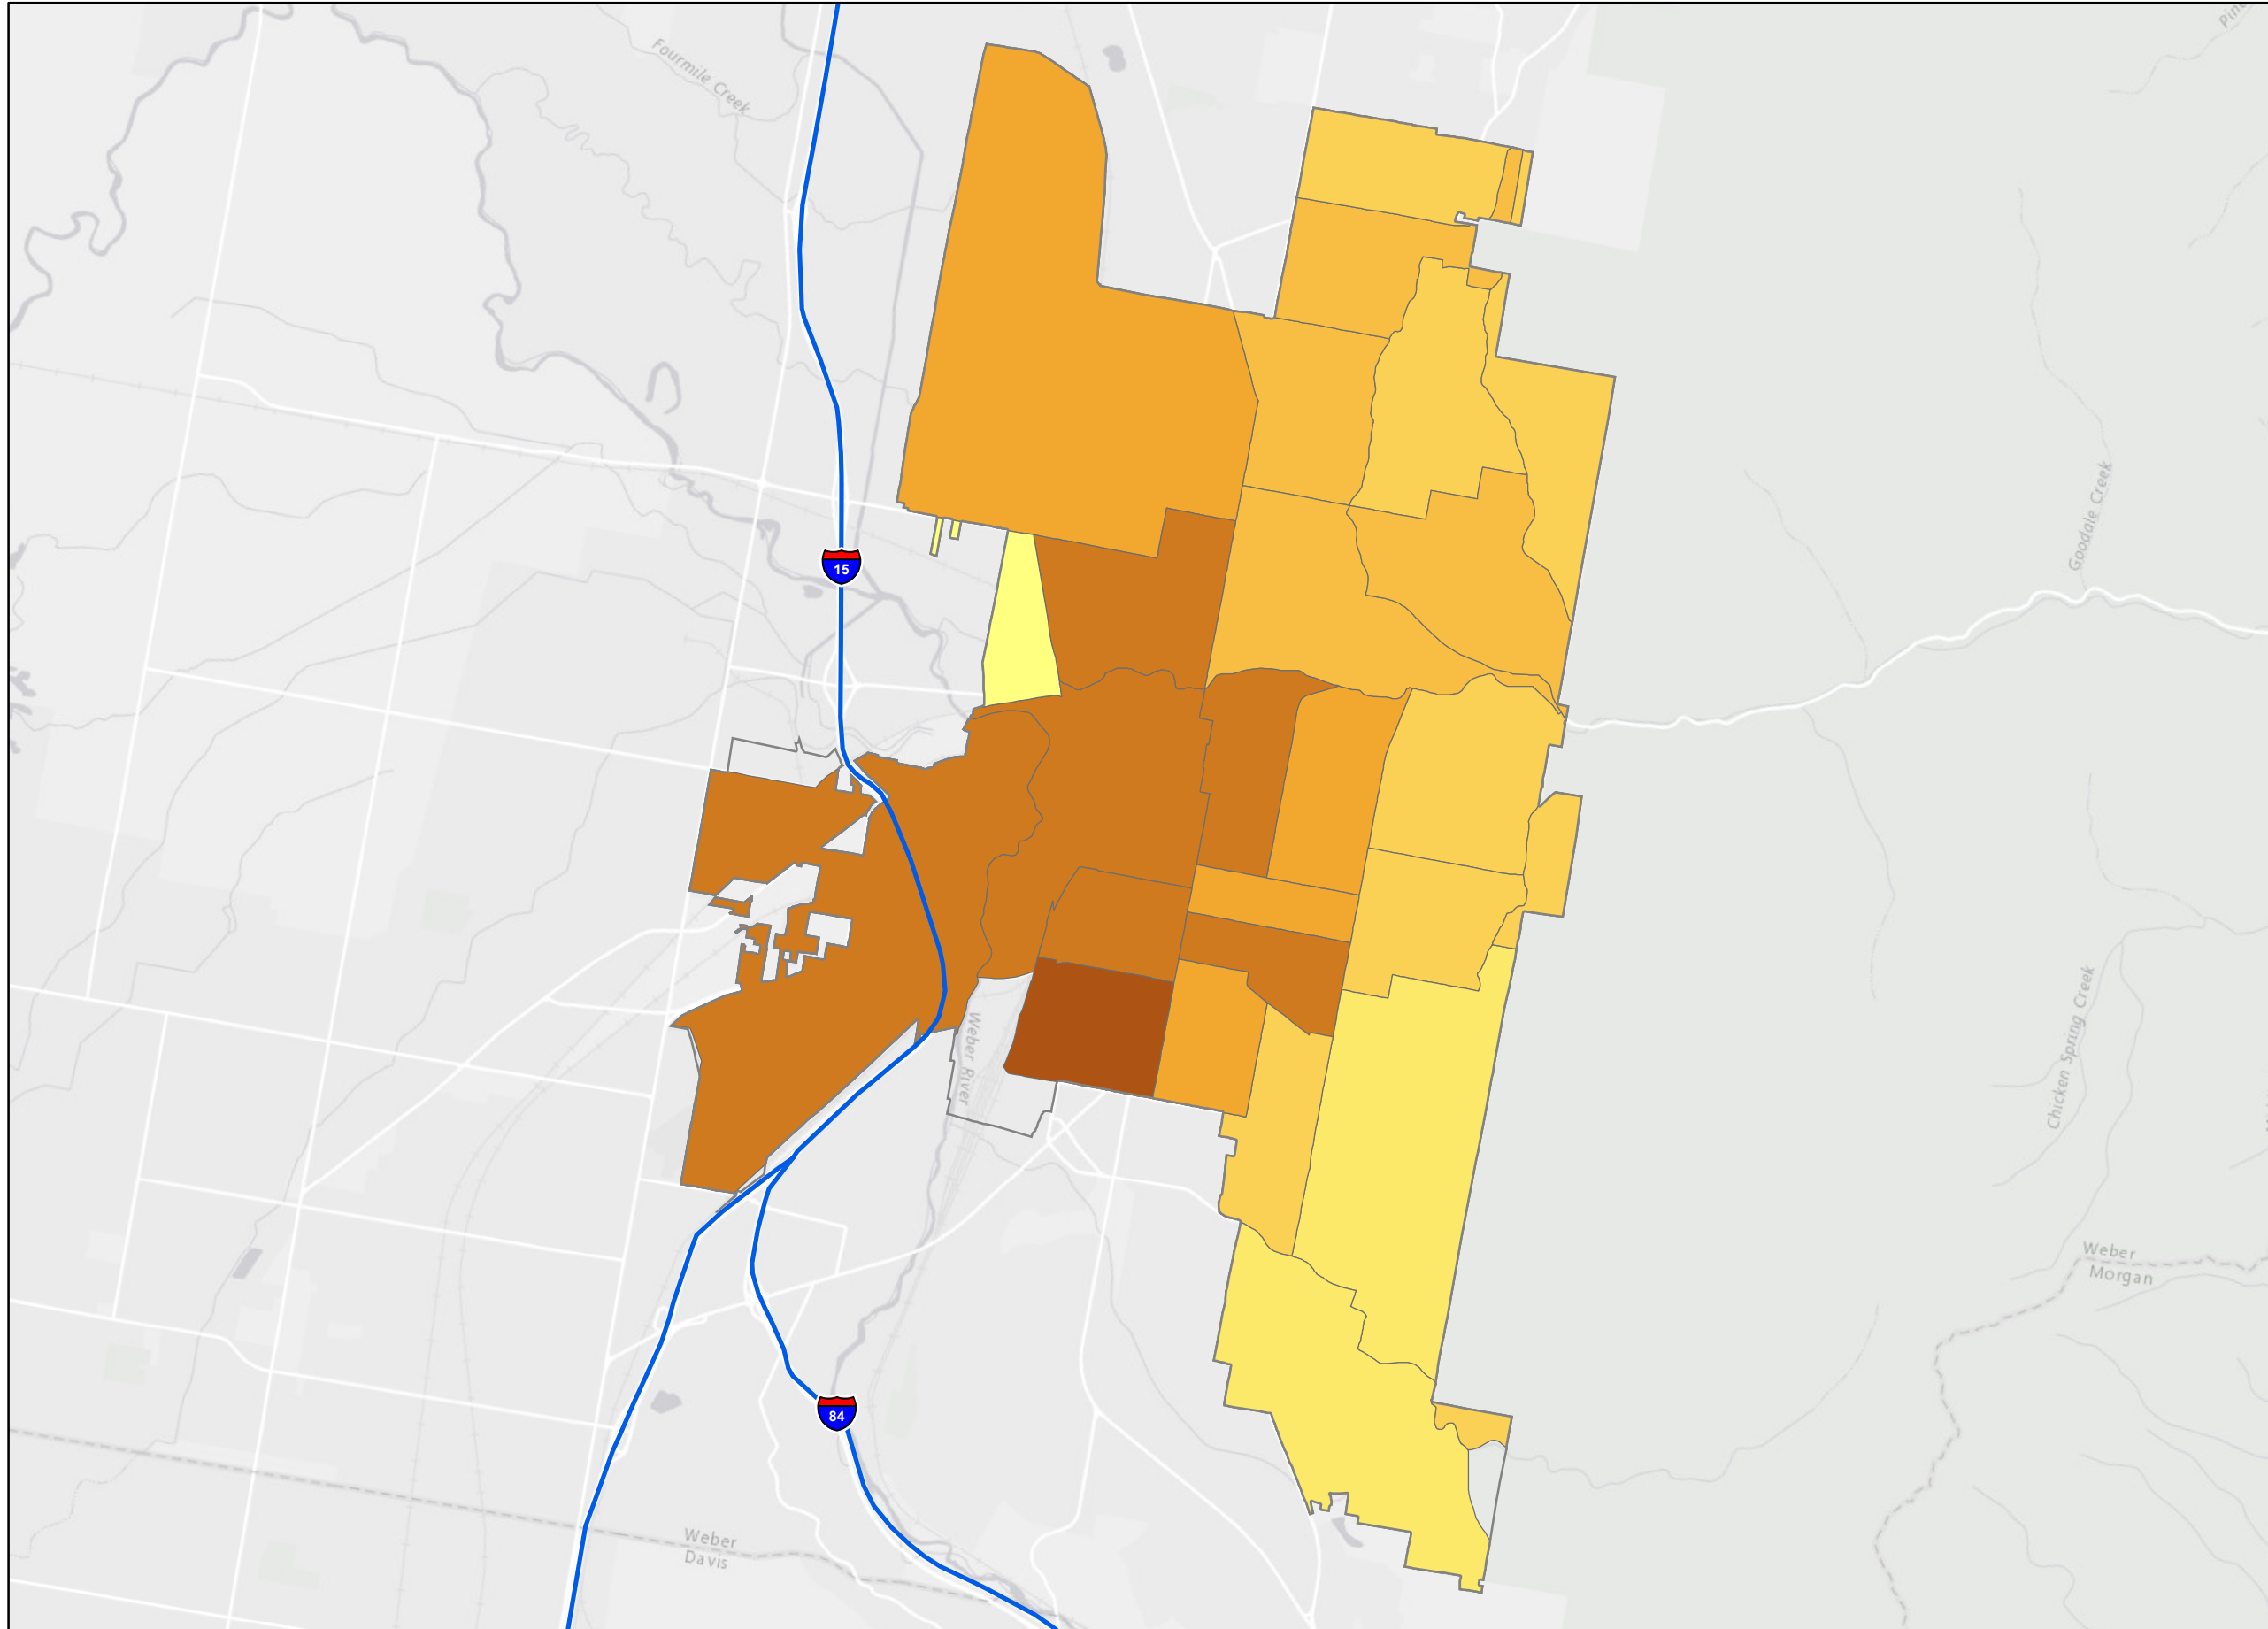 Fourmile Creek
15
Goodale Creek
Weber River
Chicken Spring Creek
Weber
Morgan
84
Weber
Davis